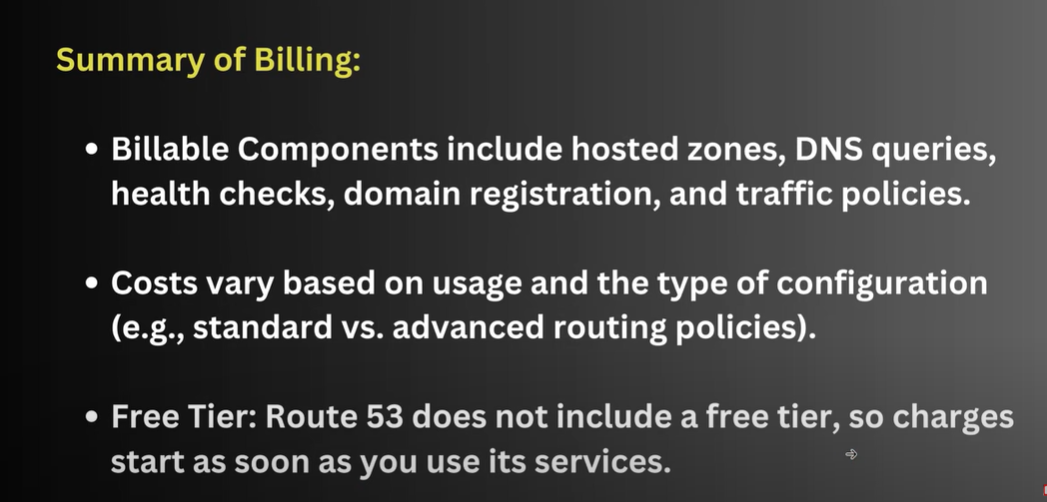 Summary of Billing:
• Billable Components include hosted zones, DNS queries,
health checks, domain registration, and traffic policies.
• Costs vary based on usage and the type of configuration
(e.g., standard vs. advanced routing policies).
• Free Tier: Route 53 does not include a free tier, so charges
start as soon as you use its services.